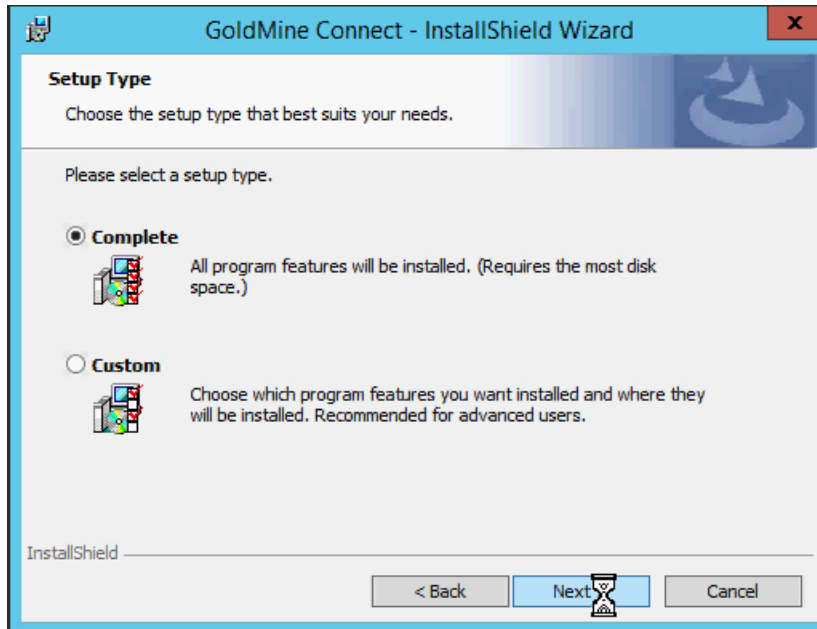 GoldMine Connect - InstallShield Wizard
x
Setup Type
Choose the setup type that best suits your needs.
Please select a setup type.
Complete
All program features will be installed. (Requires the most disk
space.)
Custom
Choose which program features you want installed and where they
will be installed. Recommended for advanced users.
InstallShield
< Back
Next
Cancel